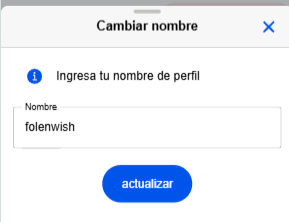 Cambiar nombre
Ingresa tu nombre de perfil
Nombre
folenwish
actualizar